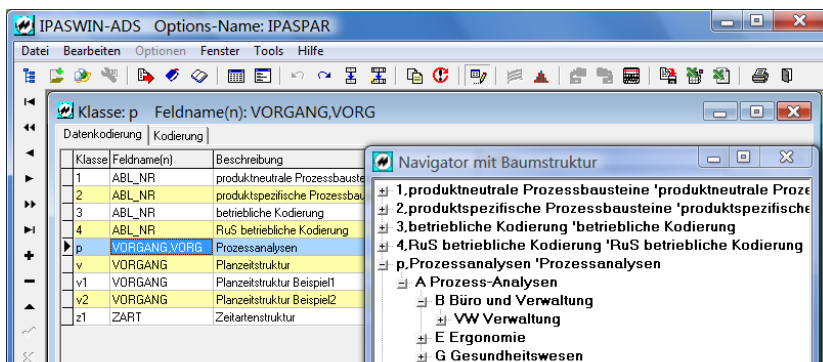 IPASWIN-ADS Options-Name: IPASPAR
Datei Bearbeiten Optionen Fenster Tools Hilfe
Klasse: p Feldname(n): VORGANG,VORG
Datenkodierung Kodierung
Klasse Feldname(n) Beschreibung
1 ABL_NR produktneutrale Prozessbauste
2 ABL_NR produktspezifische Prozessbau
3 ABL_NR betriebliche Kodierung
4 ABL_NR RuS betriebliche Kodierung
p VORGANG,VORG Prozessanalysen
v VORGANG Planzeitstruktur
v1 VORGANG Planzeitstruktur Beispiel1
v2 VORGANG Planzeitstruktur Beispiel2
z1 ZART Zeitartenstruktur
Navigator mit Baumstruktur
1,produktneutrale Prozessbausteine 'produktneutrale Proze
2,produktspezifische Prozessbausteine 'produktspezifische
3,betriebliche Kodierung 'betriebliche Kodierung
4,RuS betriebliche Kodierung 'RuS betriebliche Kodierung
p,Prozessanalysen 'Prozessanalysen
A Prozess-Analysen
B Büro und Verwaltung
VW Verwaltung
E Ergonomie
G Gesundheitswesen